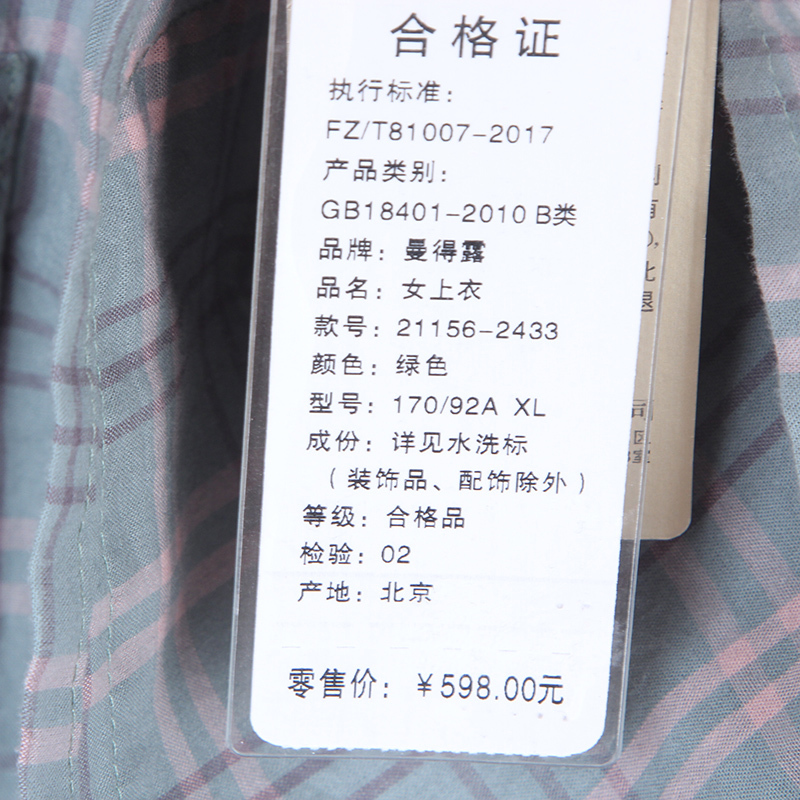 合格证
执行标准：
FZ/T81007-2017
产品类别：
GB18401-2010 B类
品牌：曼得露
品名：女上衣
款号：21156-2433
颜色：绿色
型号：170/92A XL
成份：详见水洗标
（装饰品、配饰除外）
等级：合格品
检验：02
产地：北京
零售价：￥598.00元